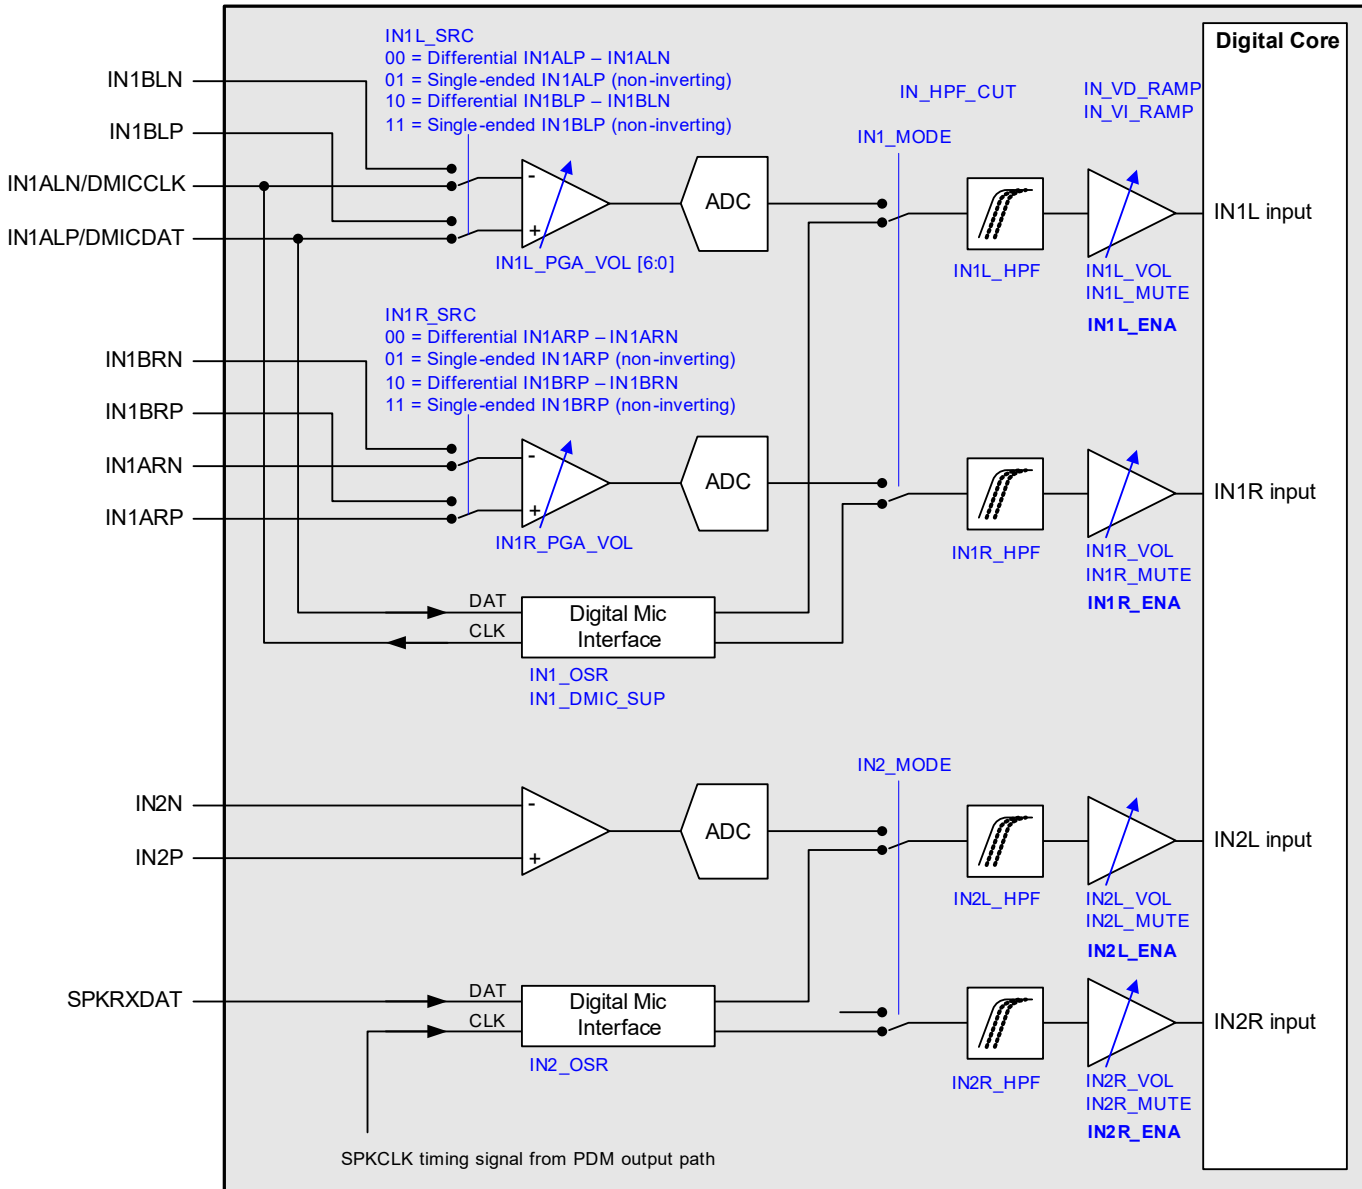 Digital Core
IN1L_SRC
00 = Differential IN1ALP – IN1ALN
01 = Single-ended IN1ALP (non-inverting)
10 = Differential IN1BLP – IN1BLN
11 = Single-ended IN1BLP (non-inverting)
IN_HPF_CUT
IN_VD_RAMP
IN_VI_RAMP
IN1_MODE
IN1BLN
IN1BLP
IN1ALN/DMICCLK
IN1ALP/DMICDAT
-
+
ADC
IN1L input
IN1L_PGA_VOL [6:0]
IN1L_HPF
IN1L_VOL
IN1L_MUTE
IN1L_ENA
IN1R_SRC
00 = Differential IN1ARP – IN1ARN
01 = Single-ended IN1ARP (non-inverting)
10 = Differential IN1BRP – IN1BRN
11 = Single-ended IN1BRP (non-inverting)
IN1BRN
IN1BRP
IN1ARN
IN1ARP
-
+
ADC
IN1R input
IN1R_PGA_VOL
IN1R_HPF
IN1R_VOL
IN1R_MUTE
IN1R_ENA
DAT
CLK
Digital Mic
Interface
IN1_OSR
IN1_DMIC_SUP
IN2_MODE
IN2N
IN2P
-
+
ADC
IN2L input
IN2L_HPF
IN2L_VOL
IN2L_MUTE
IN2L_ENA
SPKRXDAT
DAT
CLK
Digital Mic
Interface
IN2_OSR
IN2R input
IN2R_HPF
IN2R_VOL
IN2R_MUTE
IN2R_ENA
SPKCLK timing signal from PDM output path